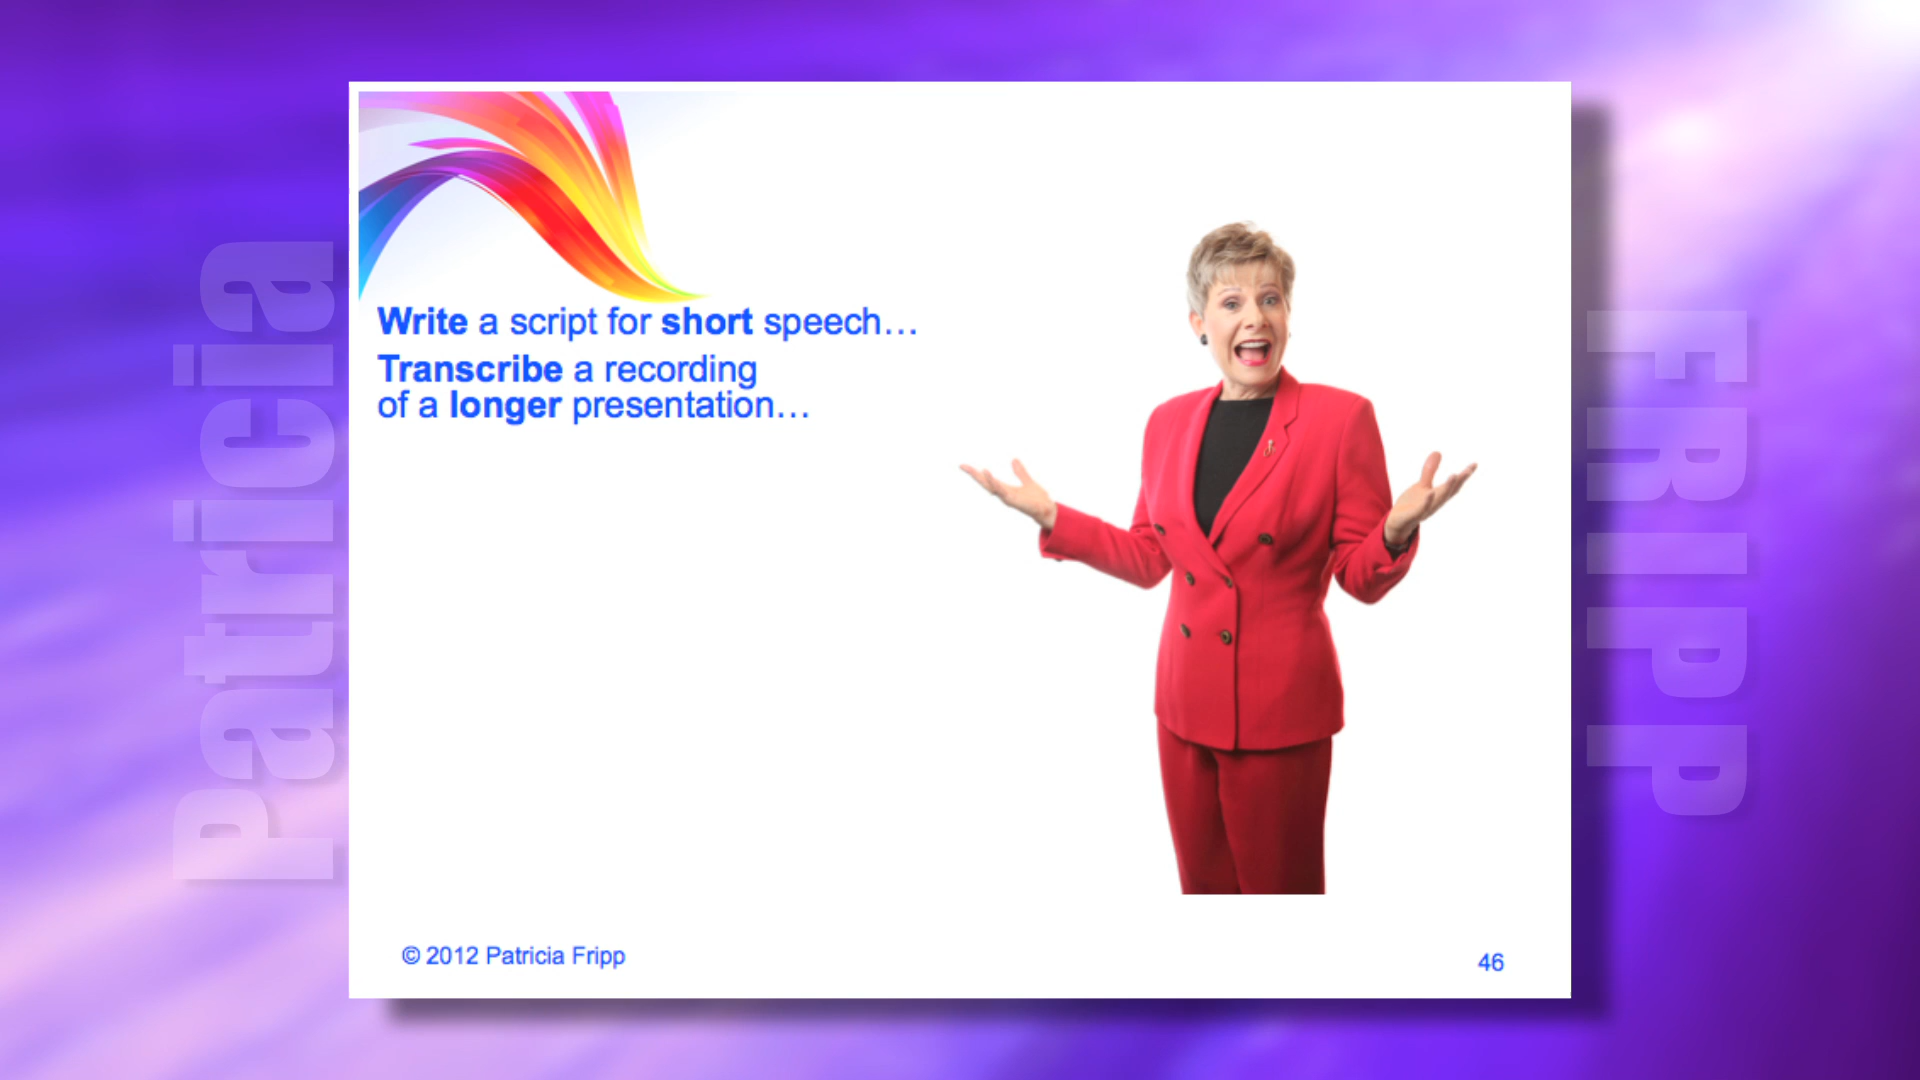 Patricia
FRIPP
Write a script for short speech…
Transcribe a recording
of a longer presentation…
© 2012 Patricia Fripp
46